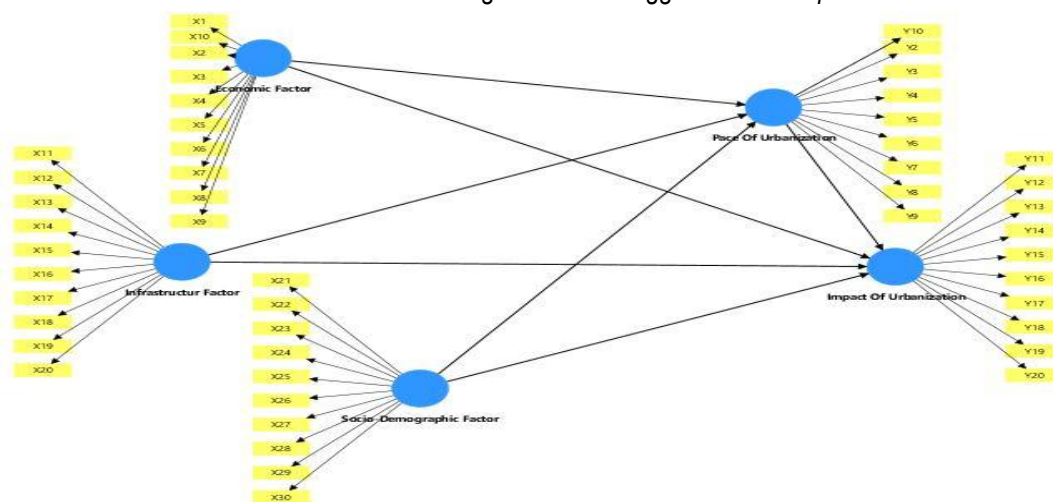 X1
X10
X2
X3
X4
X5
X6
X7
X8
X9
Economic Factor
Y10
Y2
Y3
Y4
Y5
Y6
Y7
Y8
Y9
Pace Of Urbanization
X11
X12
X13
X14
X15
X16
X17
X18
X19
X20
Infrastructur Factor
Y11
Y12
Y13
Y14
Y15
Y16
Y17
Y18
Y19
Y20
Impact Of Urbanization
X21
X22
X23
X24
X25
X26
X27
X28
X29
X30
Socio-Demographic Factor